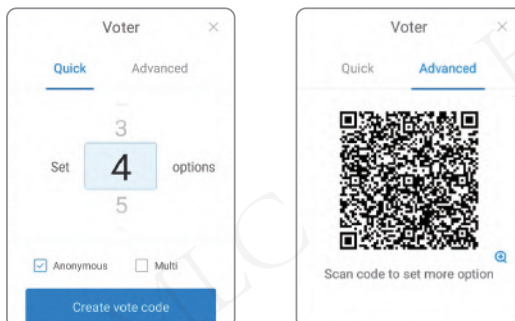 Voter ×
Quick Advanced
3
Set 4 options
5
Anonymous Multi
Create vote code
Voter ×
Quick Advanced
Scan code to set more option